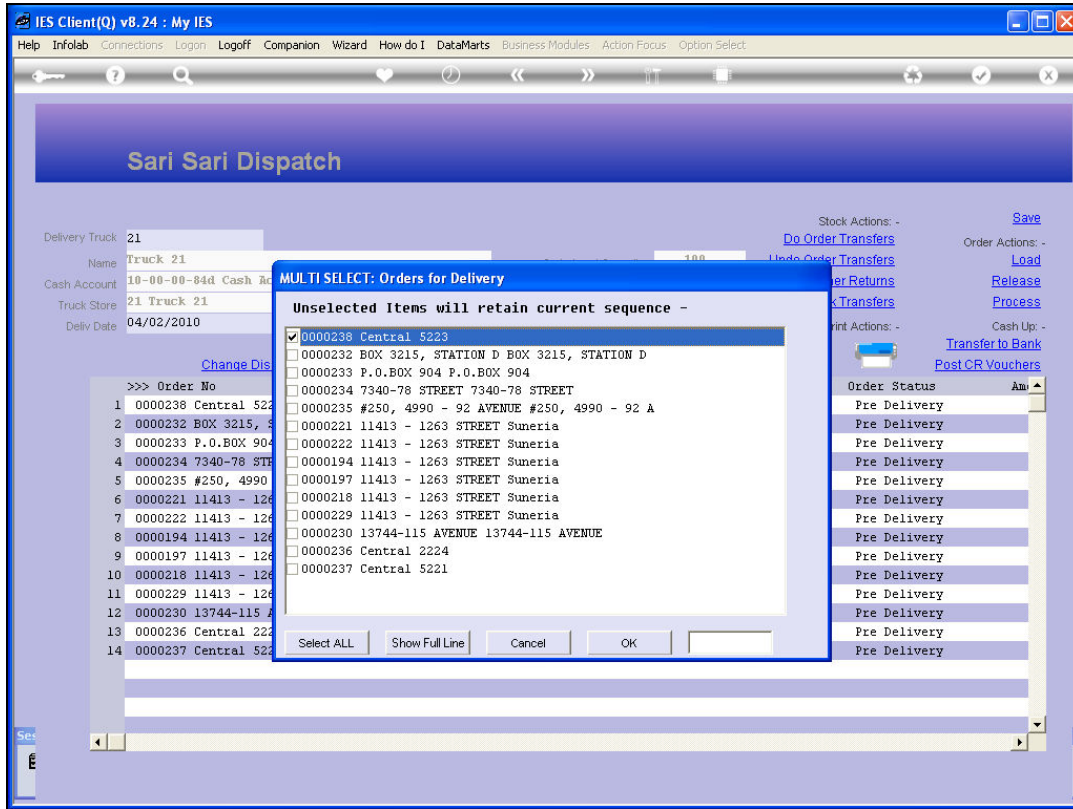 IES Client(Q) v8.24 : My IES
Help Infolab Connections Logon Logoff Companion Wizard How do I DataMarts Business Modules Action Focus Option Select
Sari Sari Dispatch
Stock Actions: -
Save
Delivery Truck 21
Do Order Transfers
Order Actions: -
Name Truck 21
100
Undo Order Transfers
Load
Cash Account 10-00-00-84d Cash Ac
er Returns
Release
Truck Store 21 Truck 21
Transfers
Process
Deliv Date 04/02/2010
int Actions: -
Cash Up: -
Transfer to Bank
Change Dis
Post CR Vouchers
>>> Order No
Order Status
Am
1 0000238 Central 522
Pre Delivery
2 0000232 BOX 3215, S
Pre Delivery
3 0000233 P.O.BOX 904
Pre Delivery
4 0000234 7340-78 STR
Pre Delivery
5 0000235 #250, 4990
Pre Delivery
6 0000221 11413 - 126
Pre Delivery
7 0000222 11413 - 126
Pre Delivery
8 0000194 11413 - 126
Pre Delivery
9 0000197 11413 - 126
Pre Delivery
10 0000218 11413 - 126
Pre Delivery
11 0000229 11413 - 126
Pre Delivery
12 0000230 13744-115 A
Pre Delivery
13 0000236 Central 222
Pre Delivery
14 0000237 Central 522
Pre Delivery
MULTI SELECT: Orders for Delivery
Unselected Items will retain current sequence -
0000238 Central 5223
0000232 BOX 3215, STATION D BOX 3215, STATION D
0000233 P.O.BOX 904 P.O.BOX 904
0000234 7340-78 STREET 7340-78 STREET
0000235 #250, 4990 - 92 AVENUE #250, 4990 - 92 A
0000221 11413 - 1263 STREET Suneria
0000222 11413 - 1263 STREET Suneria
0000194 11413 - 1263 STREET Suneria
0000197 11413 - 1263 STREET Suneria
0000218 11413 - 1263 STREET Suneria
0000229 11413 - 1263 STREET Suneria
0000230 13744-115 AVENUE 13744-115 AVENUE
0000236 Central 2224
0000237 Central 5221
Select ALL Show Full Line Cancel OK
Ses